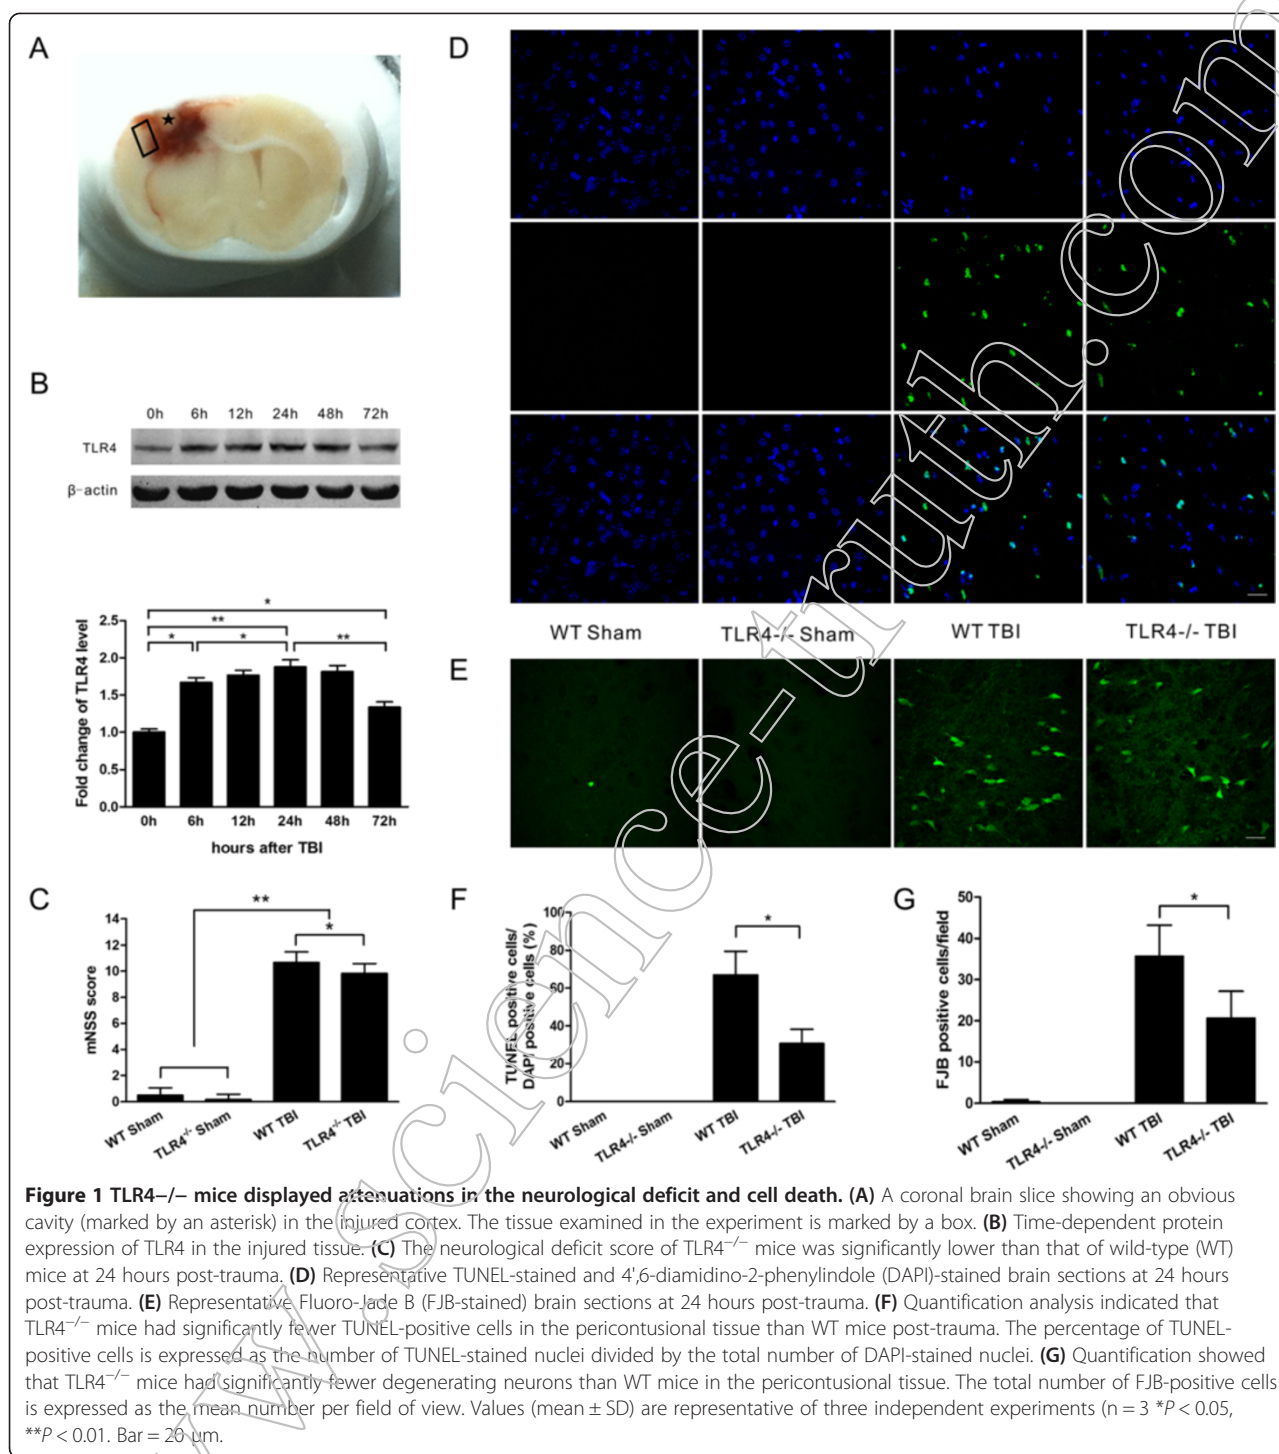 A
D
B
0h 6h 12h 24h 48h 72h
TLR4
β-actin
*
**
* * **
Fold change of TLR4 level
2.5
2.0
1.5
1.0
0.5
0.0
0h 6h 12h 24h 48h 72h
hours after TBI
WT Sham TLR4-/- Sham WT TBI TLR4-/- TBI
E
C
**
*
mNSS score
14
12
10
8
6
4
2
0
WT Sham TLR4-/- Sham WT TBI TLR4-/- TBI
F
*
TUNEL positive cells/
DAPI positive cells (%)
100
80
60
40
20
0
WT Sham TLR4-/- Sham WT TBI TLR4-/- TBI
G
*
FJB positive cells/field
50
40
30
20
10
0
WT Sham TLR4-/- Sham WT TBI TLR4-/- TBI
Figure 1 TLR4−/− mice displayed attenuations in the neurological deficit and cell death. (A) A coronal brain slice showing an obvious
cavity (marked by an asterisk) in the injured cortex. The tissue examined in the experiment is marked by a box. (B) Time-dependent protein
expression of TLR4 in the injured tissue. (C) The neurological deficit score of TLR4−/− mice was significantly lower than that of wild-type (WT)
mice at 24 hours post-trauma. (D) Representative TUNEL-stained and 4',6-diamidino-2-phenylindole (DAPI)-stained brain sections at 24 hours
post-trauma. (E) Representative Fluoro-Jade B (FJB-stained) brain sections at 24 hours post-trauma. (F) Quantification analysis indicated that
TLR4−/− mice had significantly fewer TUNEL-positive cells in the pericontusional tissue than WT mice post-trauma. The percentage of TUNEL-
positive cells is expressed as the number of TUNEL-stained nuclei divided by the total number of DAPI-stained nuclei. (G) Quantification showed
that TLR4−/− mice had significantly fewer degenerating neurons than WT mice in the pericontusional tissue. The total number of FJB-positive cells
is expressed as the mean number per field of view. Values (mean ± SD) are representative of three independent experiments (n = 3 *P < 0.05,
**P < 0.01. Bar = 20 μm.
www.science-truth.com